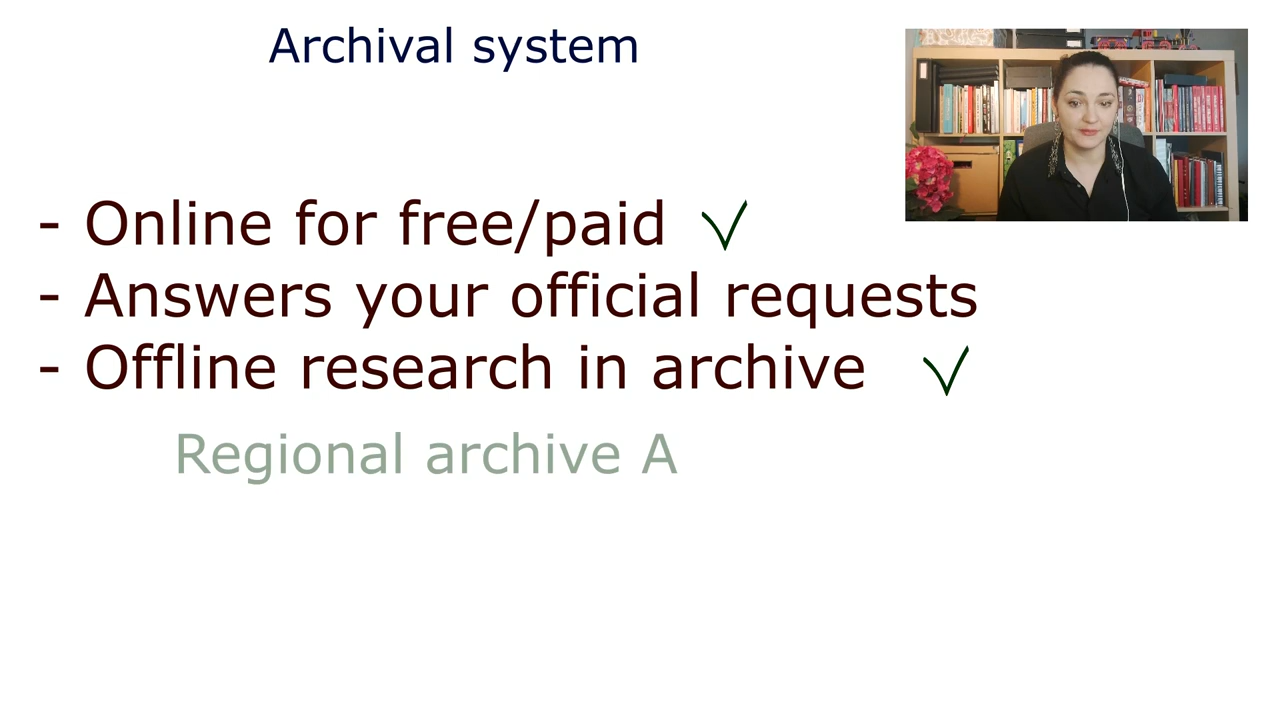 Archival system
- Online for free/paid ✓
- Answers your official requests
- Offline research in archive ✓
Regional archive A